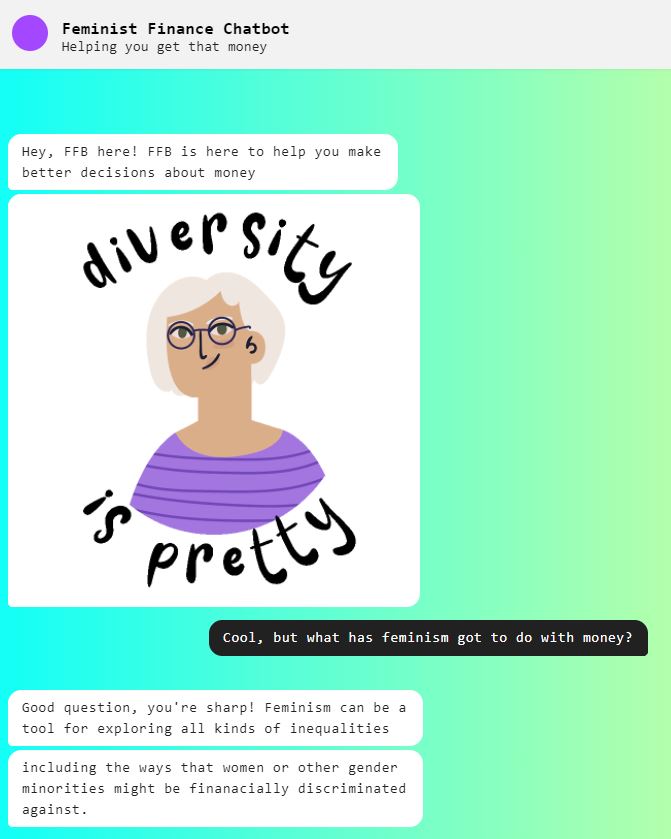 Feminist Finance Chatbot
Helping you get that money
Hey, FFB here! FFB is here to help you make
better decisions about money
diversity
is pretty
Cool, but what has feminism got to do with money?
Good question, you're sharp! Feminism can be a
tool for exploring all kinds of inequalities
including the ways that women or other gender
minorities might be finanacially discriminated
against.